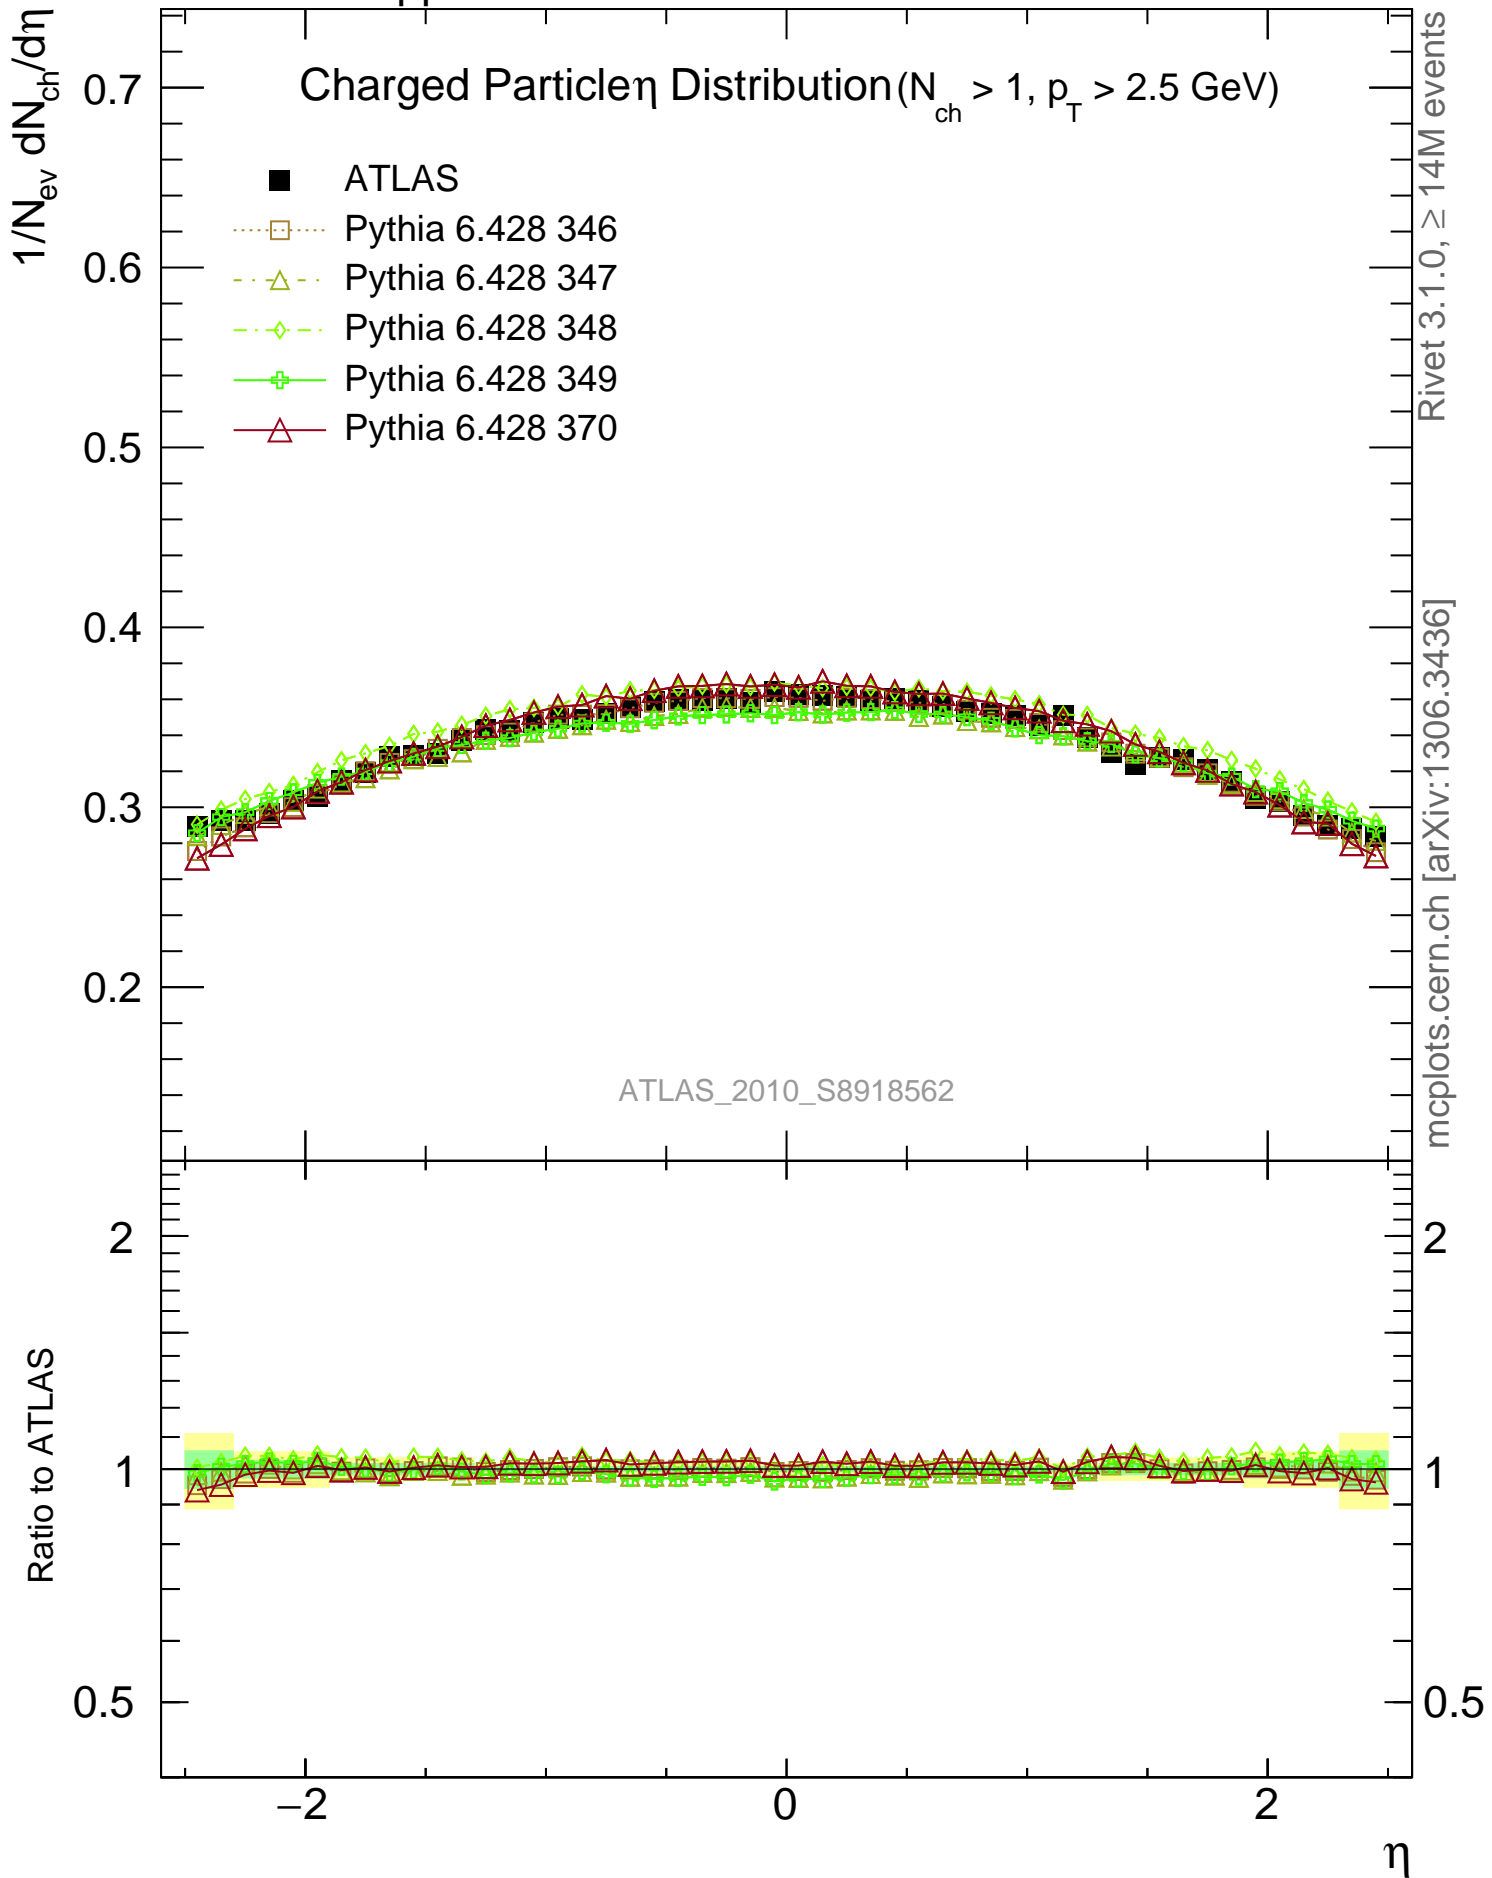 pp
1/N_ev dN_ch/dη
Charged Particle η Distribution (N_ch > 1, p_T > 2.5 GeV)
ATLAS
Pythia 6.428 346
Pythia 6.428 347
Pythia 6.428 348
Pythia 6.428 349
Pythia 6.428 370
0.7
0.6
0.5
0.4
0.3
0.2
ATLAS_2010_S8918562
Rivet 3.1.0, ≥ 14M events
mcplots.cern.ch [arXiv:1306.3436]
Ratio to ATLAS
2
1
0.5
2
1
0.5
−2
0
2
η